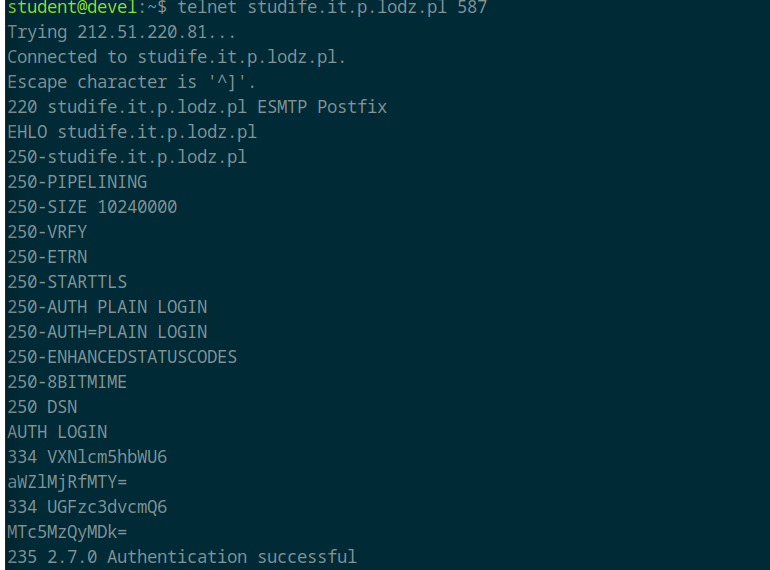 student@devel:~$ telnet studife.it.p.lodz.pl 587
Trying 212.51.220.81...
Connected to studife.it.p.lodz.pl.
Escape character is '^]'.
220 studife.it.p.lodz.pl ESMTP Postfix
EHLO studife.it.p.lodz.pl
250-studife.it.p.lodz.pl
250-PIPELINING
250-SIZE 10240000
250-VRFY
250-ETRN
250-STARTTLS
250-AUTH PLAIN LOGIN
250-AUTH=PLAIN LOGIN
250-ENHANCEDSTATUSCODES
250-8BITMIME
250 DSN
AUTH LOGIN
334 VXNlcm5hbWU6
aWZlMjRfMTY=
334 UGFzc3dvcmQ6
MTc5MzQyMDk=
235 2.7.0 Authentication successful